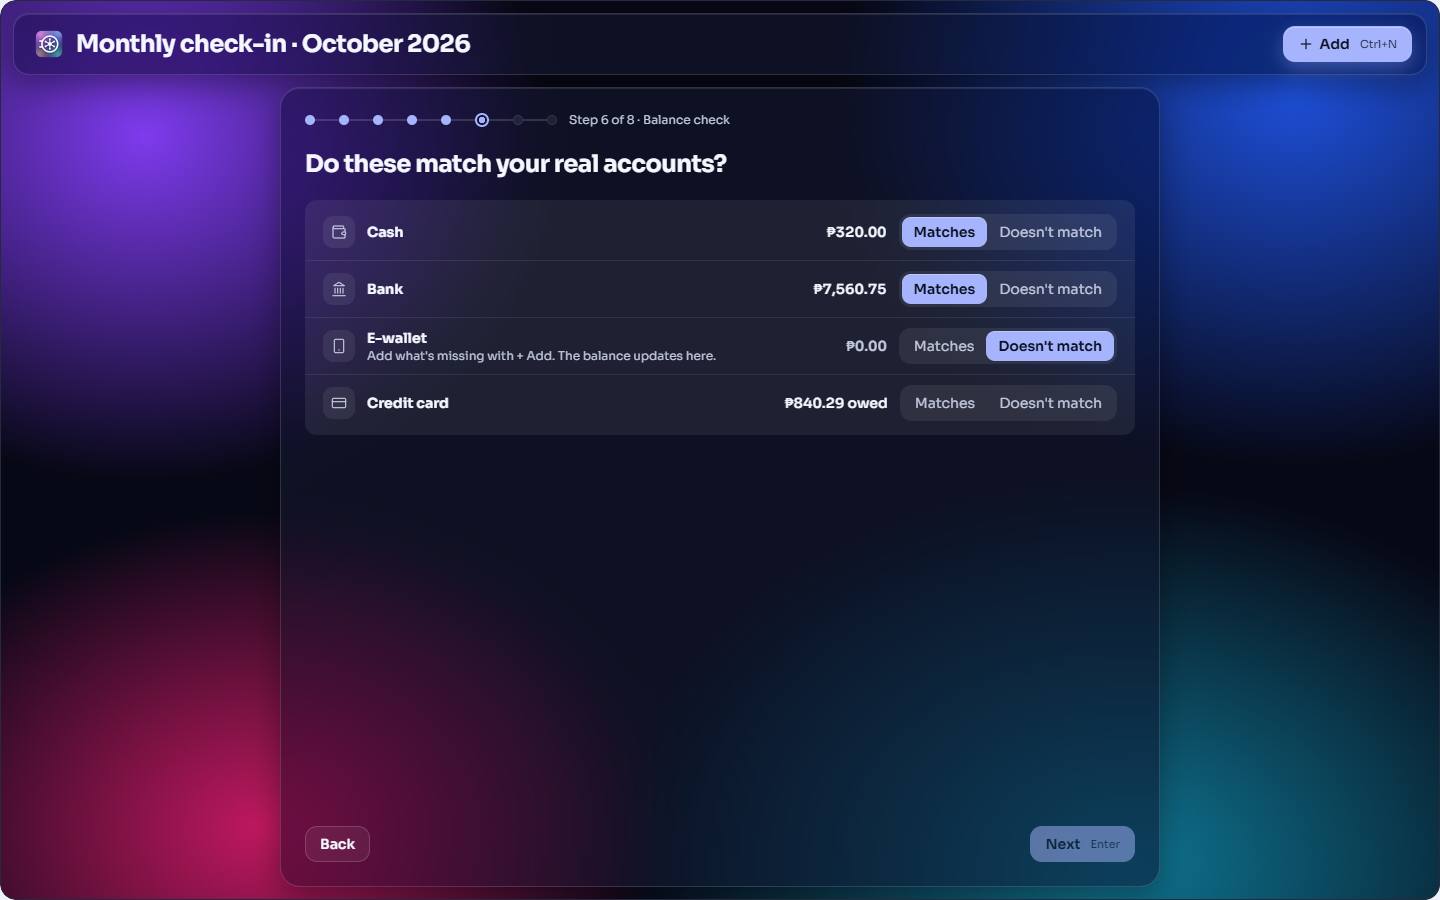 Monthly check-in · October 2026
+ Add Ctrl+N
Step 6 of 8 · Balance check
Do these match your real accounts?
Cash ₱320.00 Matches Doesn't match
Bank ₱7,560.75 Matches Doesn't match
E-wallet ₱0.00 Matches Doesn't match
Add what's missing with + Add. The balance updates here.
Credit card ₱840.29 owed Matches Doesn't match
Back
Next Enter